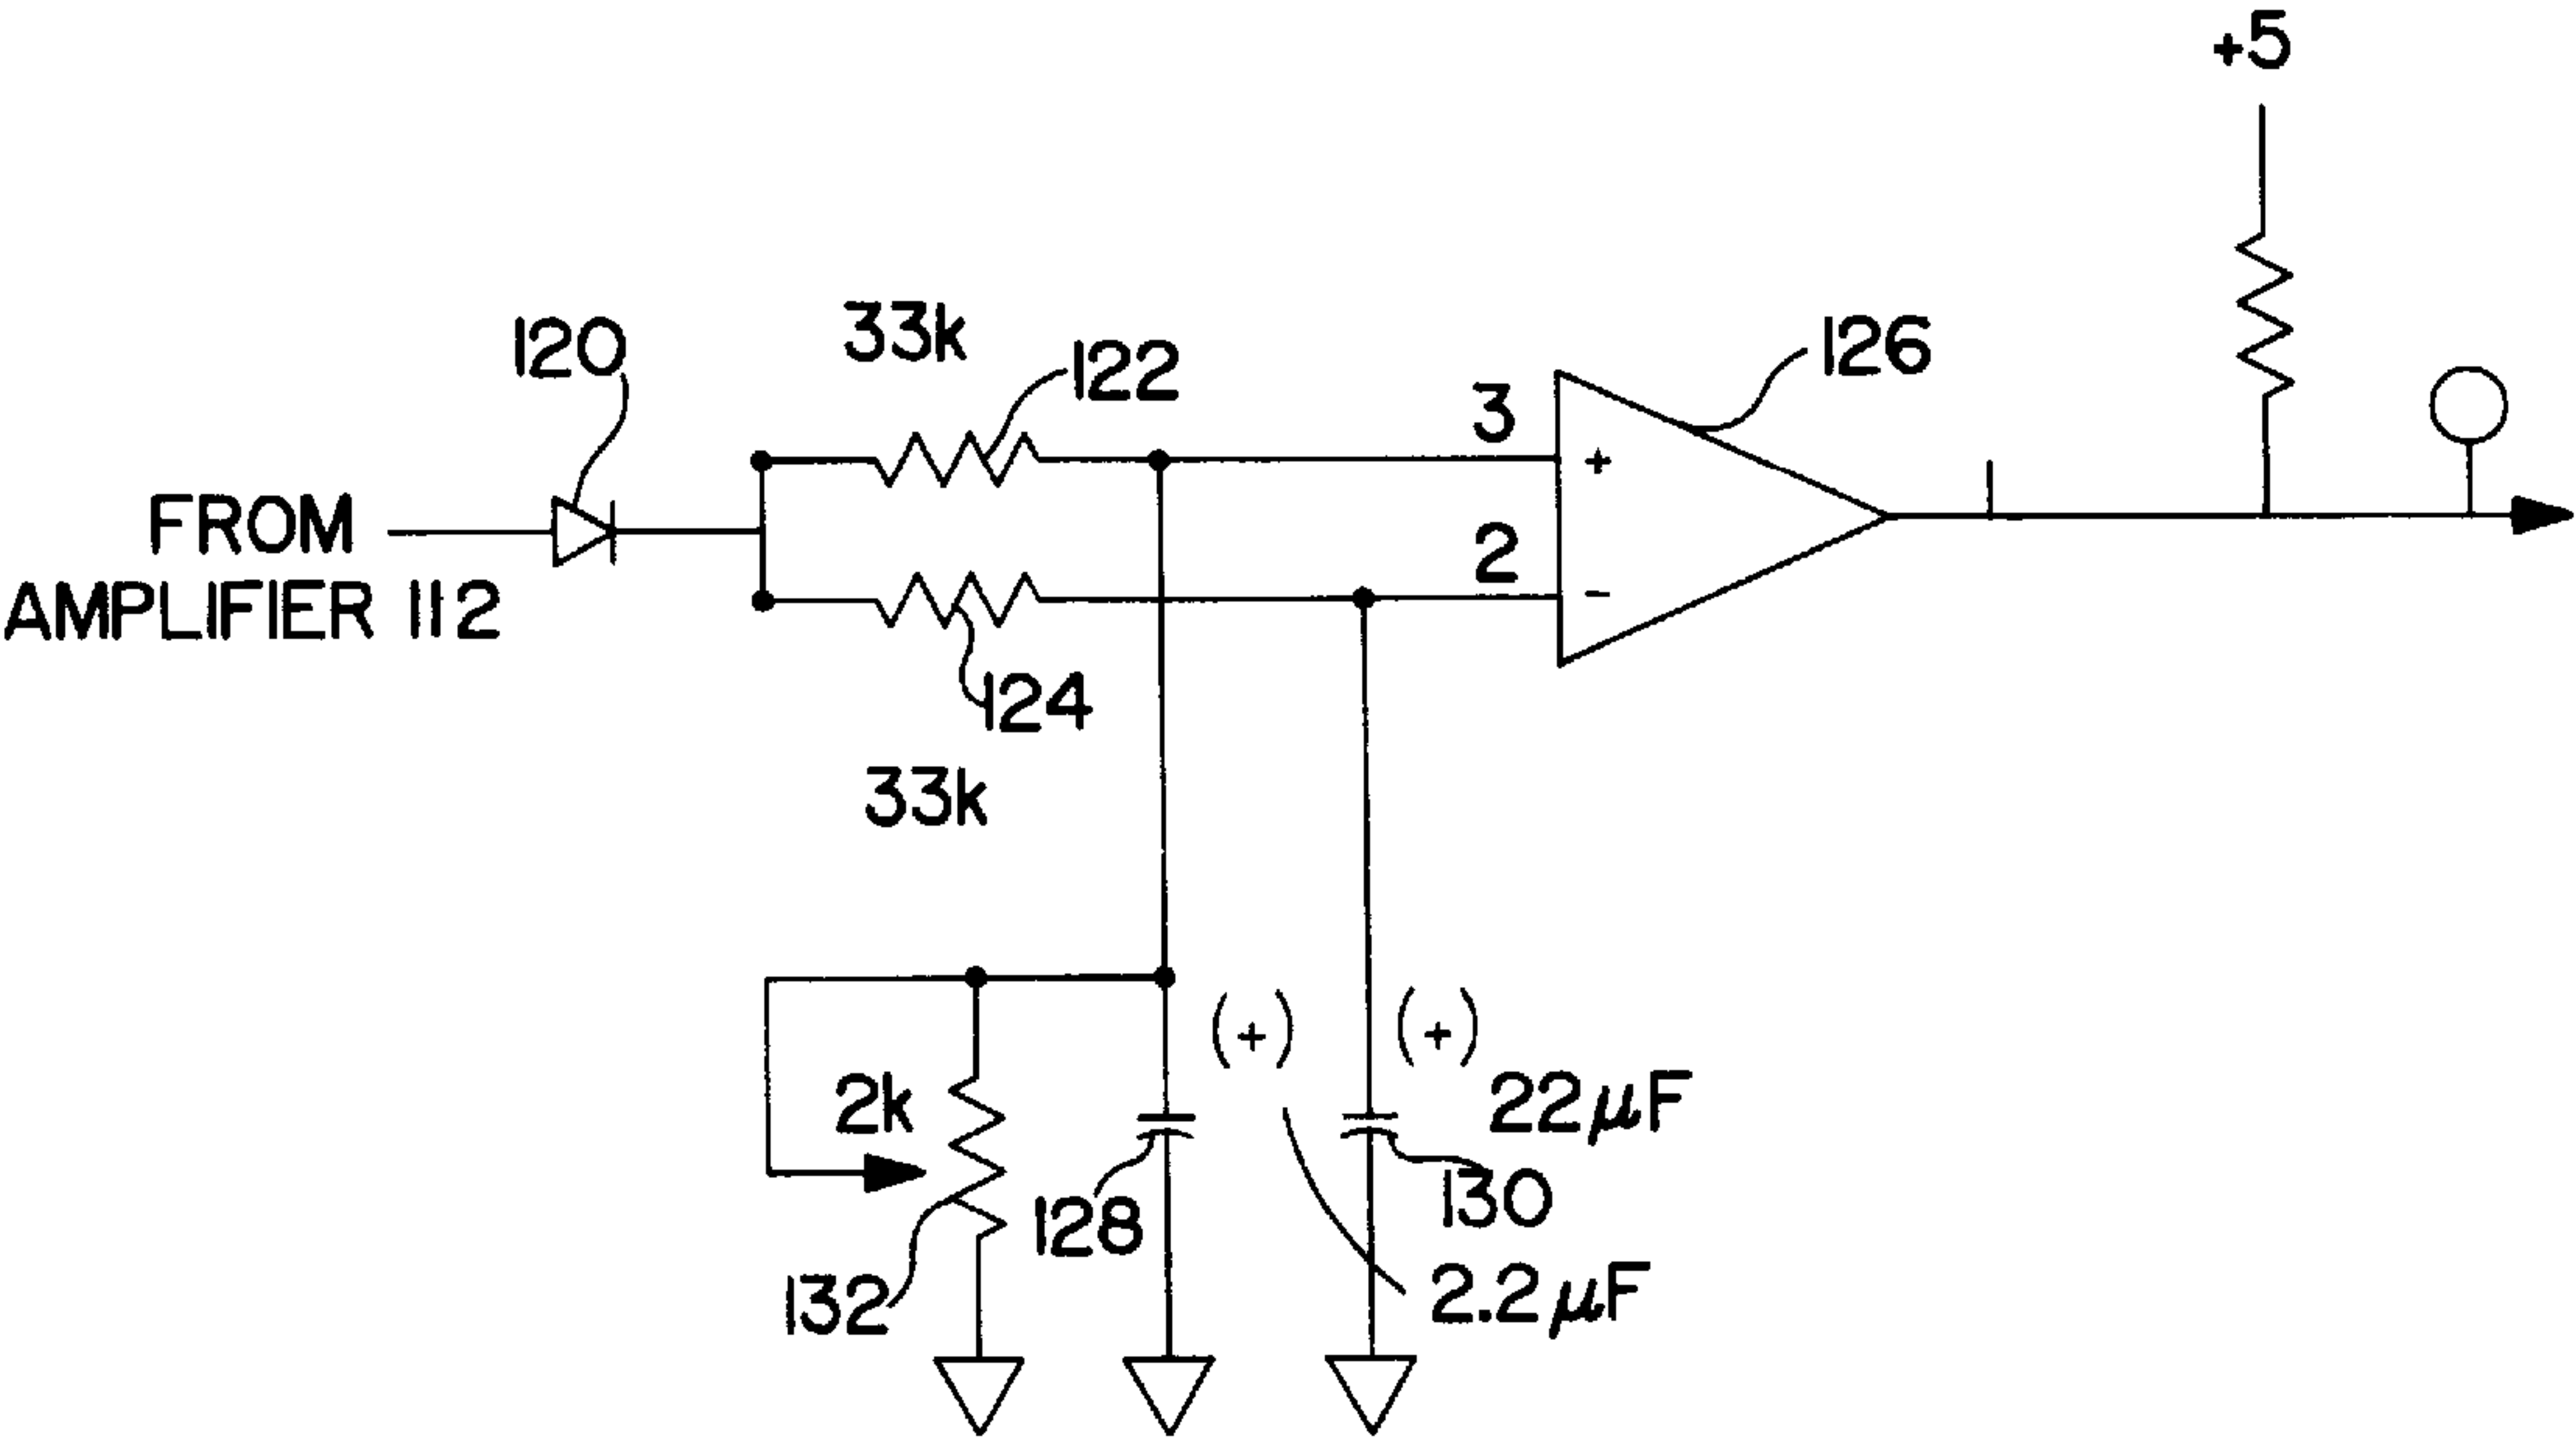 +5
33k
120
122
126
3
+
FROM
AMPLIFIER 112
2
-
124
33k
(+)
(+)
2k
22µF
128
130
132
2.2µF